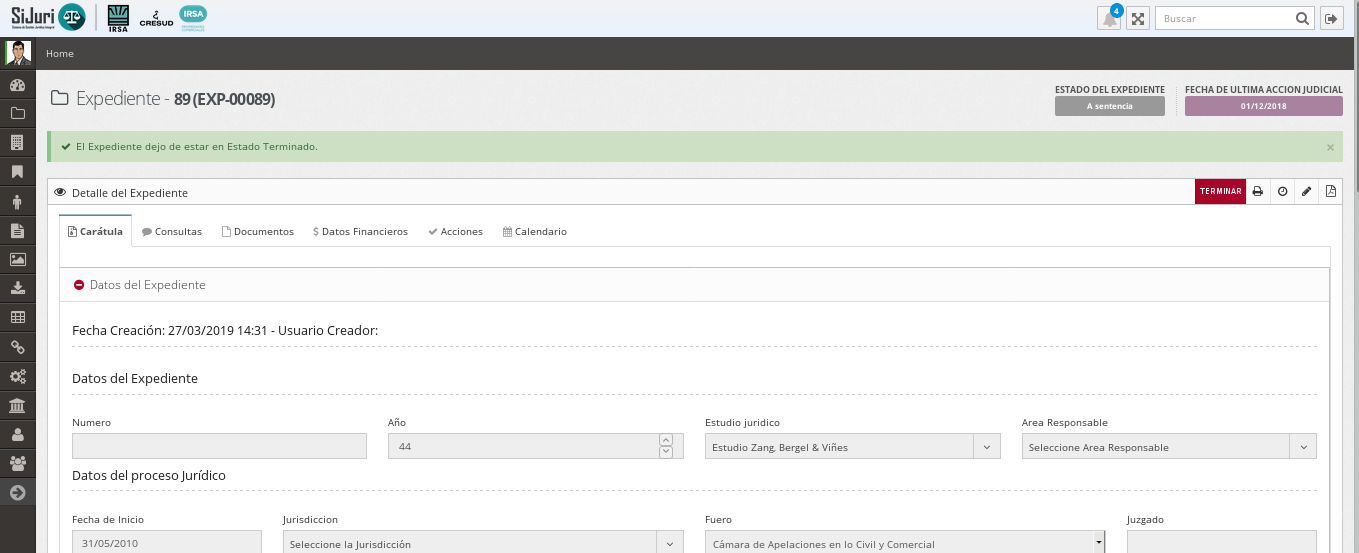 SiJuri
IRSA
CRESUD
IRSA
4
Buscar
Home
Expediente - 89 (EXP-00089)
ESTADO DEL EXPEDIENTE
A sentencia
FECHA DE ULTIMA ACCION JUDICIAL
01/12/2018
El Expediente dejo de estar en Estado Terminado.
×
Detalle del Expediente
TERMINAR
Carátula
Consultas
Documentos
$ Datos Financieros
Acciones
Calendario
Datos del Expediente
Fecha Creación: 27/03/2019 14:31 - Usuario Creador:
Datos del Expediente
Numero
Año
Estudio juridico
Area Responsable
44
Estudio Zang, Bergel & Viñes
Seleccione Area Responsable
Datos del proceso Jurídico
Fecha de Inicio
Jurisdiccion
Fuero
Juzgado
31/05/2010
Seleccione la Jurisdicción
Cámara de Apelaciones en lo Civil y Comercial